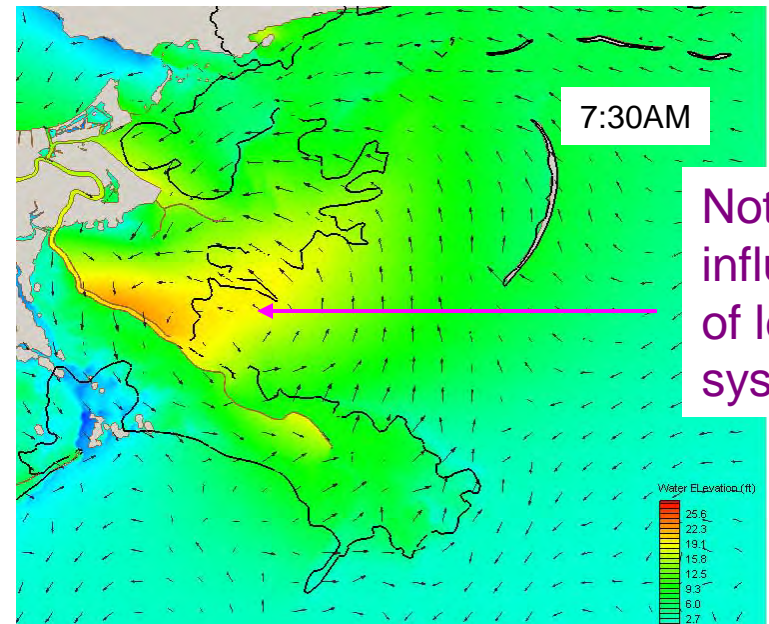 7:30AM
Not
influ
of l
sys
Water ELevation (ft)
25.6
22.3
19.1
15.8
12.5
9.3
6.0
2.7